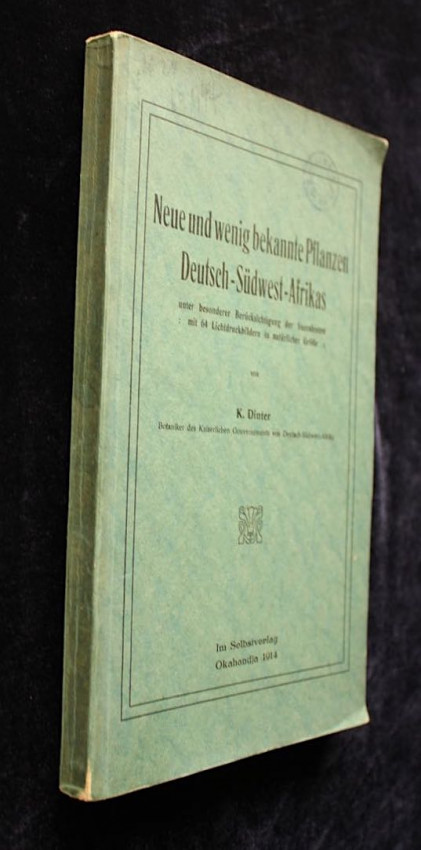 Neue und wenig bekannte Pflanzen
Deutsch-Südwest-Afrikas
unter besonderer Berücksichtigung der Succulenten
: mit 64 Lichtdruckbildern in natürlicher Größe :
von
K. Dinter
Botaniker des Kaiserlichen Gouvernements von Deutsch-Südwest-Afrika
Im Selbstverlag
Okahandja 1914